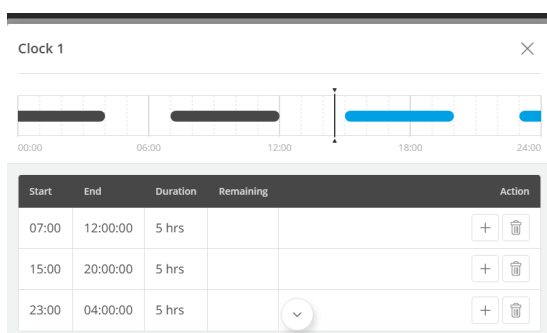 Clock 1
00:00 06:00 12:00 18:00 24:00
Start End Duration Remaining Action
07:00 12:00:00 5 hrs
15:00 20:00:00 5 hrs
23:00 04:00:00 5 hrs